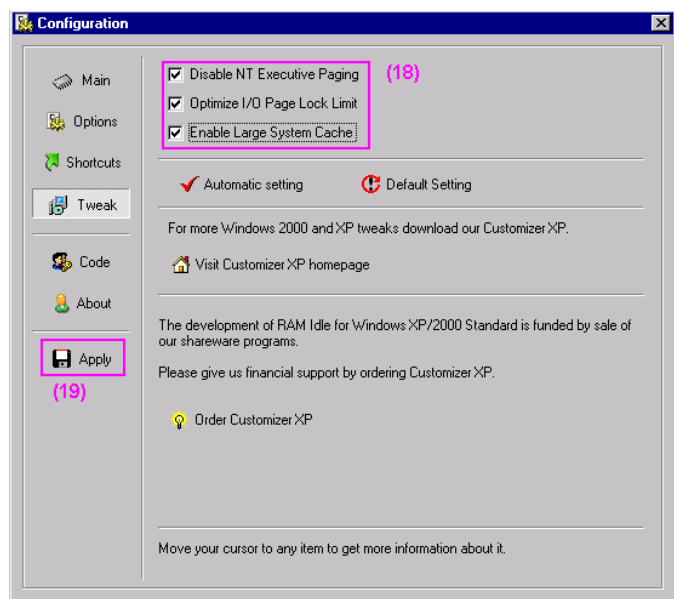 Configuration
Main
Options
Shortcuts
Tweak
Code
About
Apply
(19)
Disable NT Executive Paging
(18)
Optimize I/O Page Lock Limit
Enable Large System Cache
Automatic setting
Default Setting
For more Windows 2000 and XP tweaks download our Customizer XP.
Visit Customizer XP homepage
The development of RAM Idle for Windows XP/2000 Standard is funded by sale of
our shareware programs.
Please give us financial support by ordering Customizer XP.
Order Customizer XP
Move your cursor to any item to get more information about it.